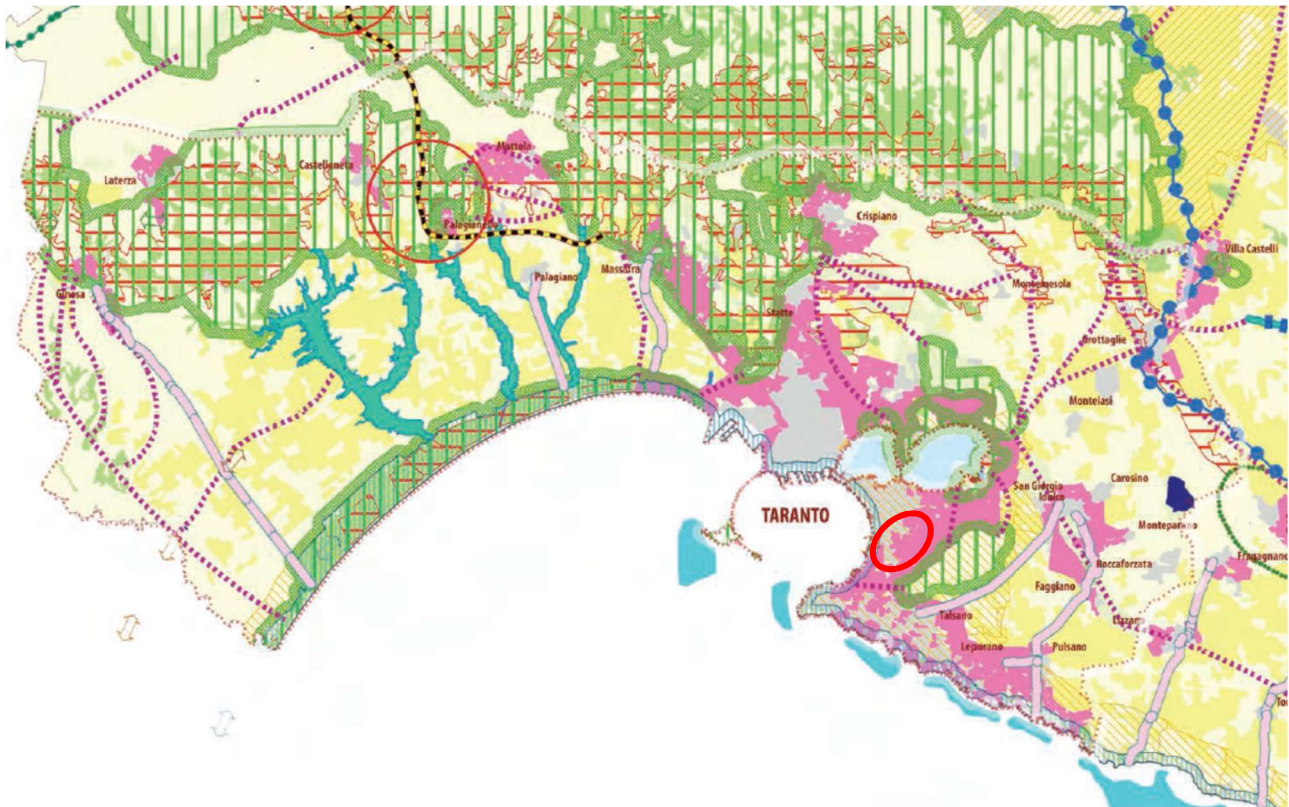 Mottola
Laterza
Castellaneta
Palagianello
Crispiano
Villa Castelli
Ginosa
Palagiano
Massafra
Montemesola
Statte
Grottaglie
Monteiasi
San Giorgio
Ionico
Carosino
TARANTO
Monteparano
Roccaforzata
Fragagnano
Faggiano
Talsano
Lizzano
Leporano
Pulsano